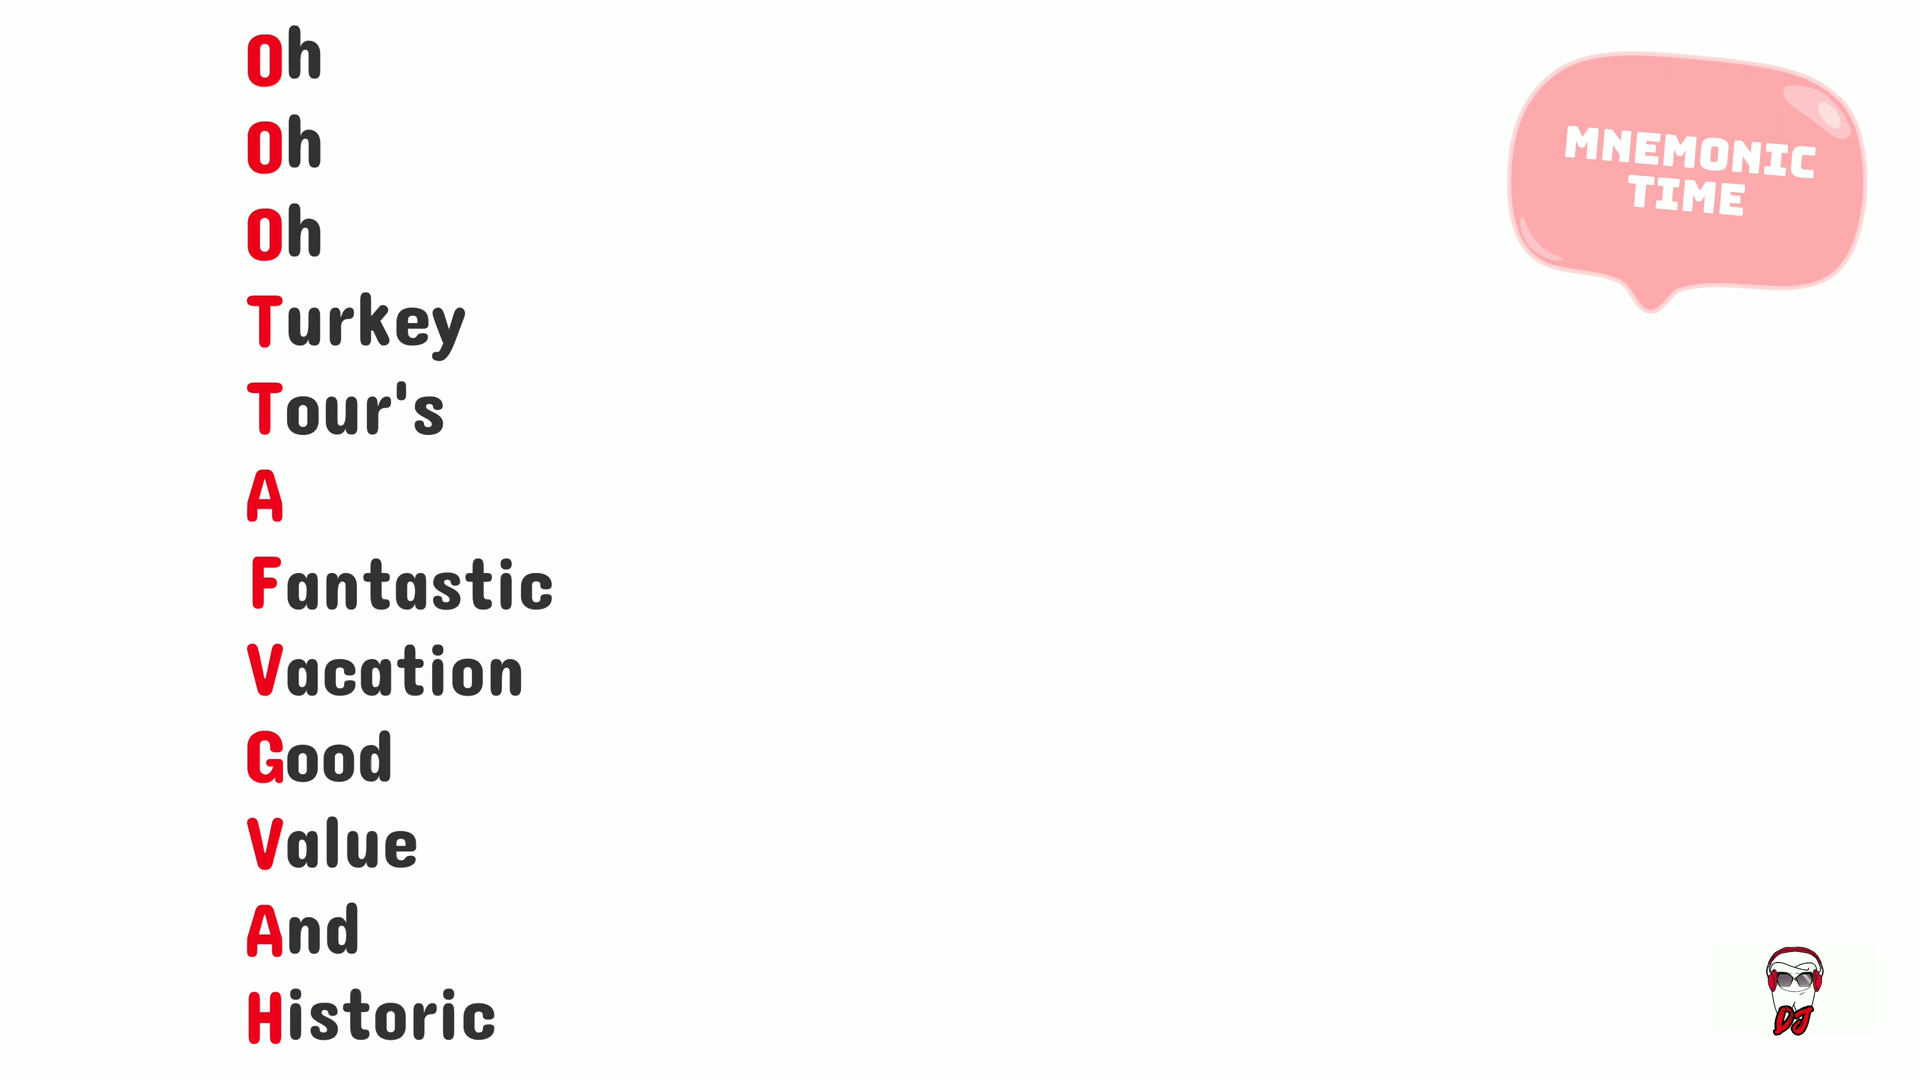 Oh
Oh
Oh
Turkey
Tour's
A
Fantastic
Vacation
Good
Value
And
Historic
MNEMONIC
TIME
DJ